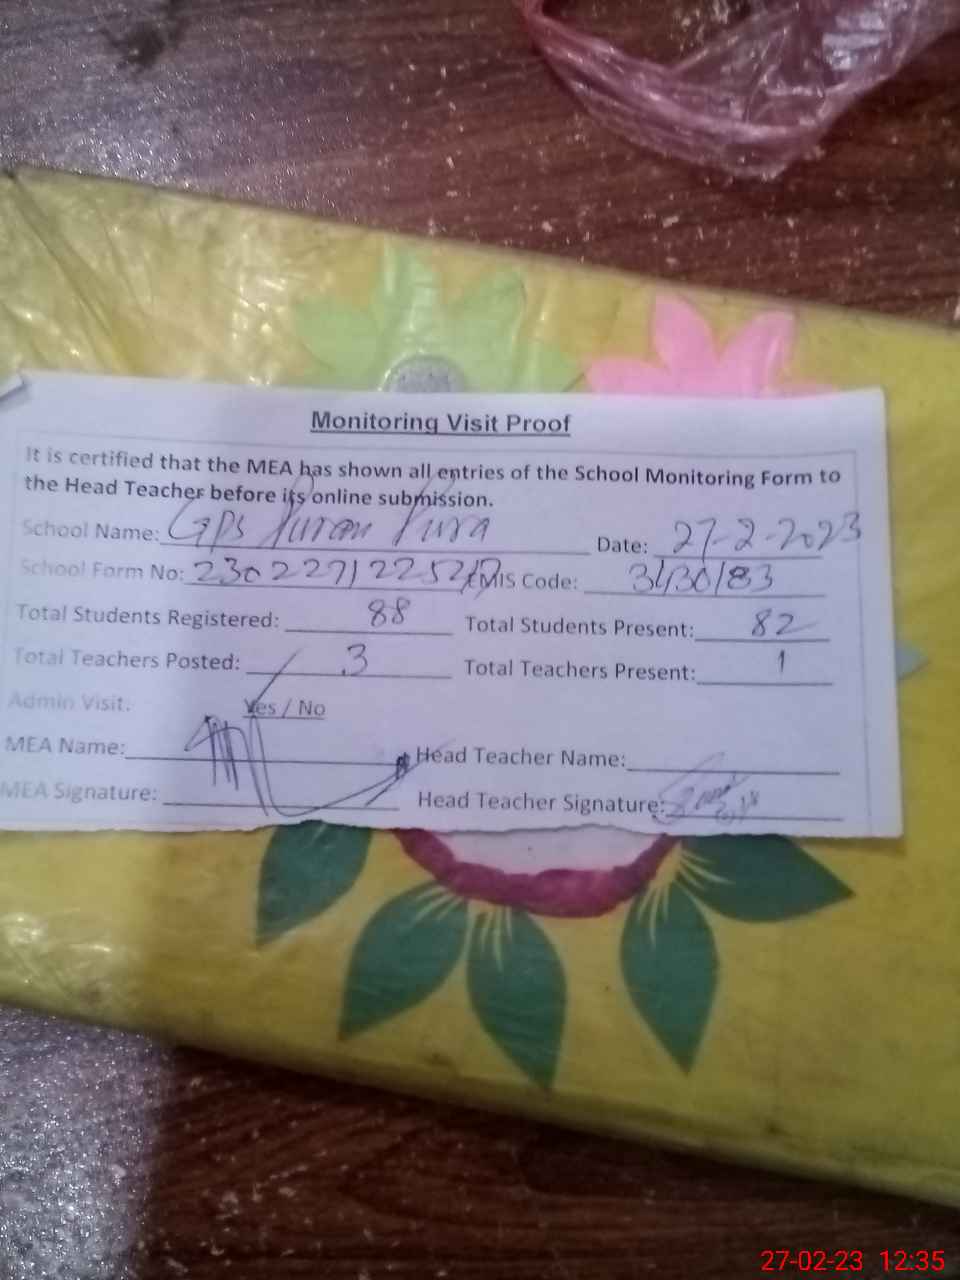 Monitoring Visit Proof
It is certified that the MEA has shown all entries of the School Monitoring Form to
the Head Teacher before its online submission.
School Name: GPS Puran Pura Date: 27-2-2023
School Form No: EMIS Code: 34130183
Total Students Registered: 88 Total Students Present: 82
Total Teachers Posted: 3 Total Teachers Present: 1
Admin Visit: Yes / No
MEA Name: Head Teacher Name:
MEA Signature: Head Teacher Signature:
27-02-23 12:35